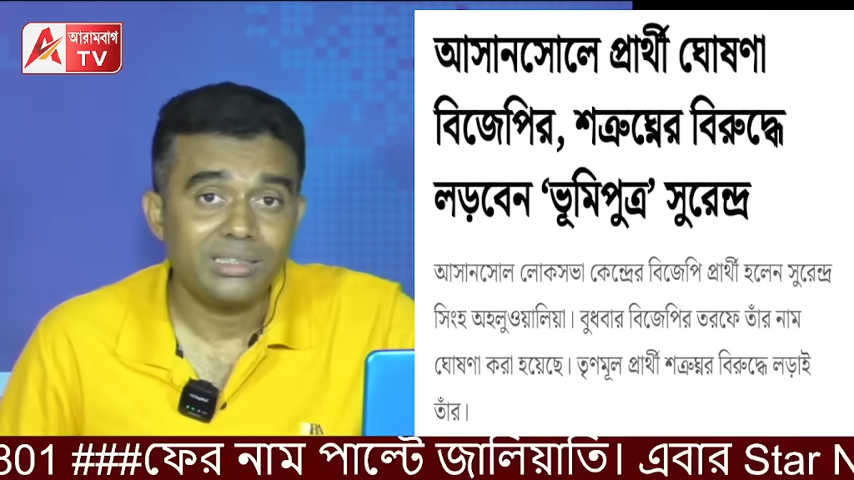 আরামবাগ
TV
আসানসোলে প্রার্থী ঘোষণা
বিজেপির, শত্রুঘ্নের বিরুদ্ধে
লড়বেন ‘ভূমিপুত্র’ সুরেন্দ্র
আসানসোল লোকসভা কেন্দ্রের বিজেপি প্রার্থী হলেন সুরেন্দ্র
সিংহ অহলুওয়ালিয়া। বুধবার বিজেপির তরফে তাঁর নাম
ঘোষণা করা হয়েছে। তৃণমূল প্রার্থী শত্রুঘ্নর বিরুদ্ধে লড়াই
তাঁর।
801 ###ফের নাম পাল্টে জালিয়াতি। এবার Star N